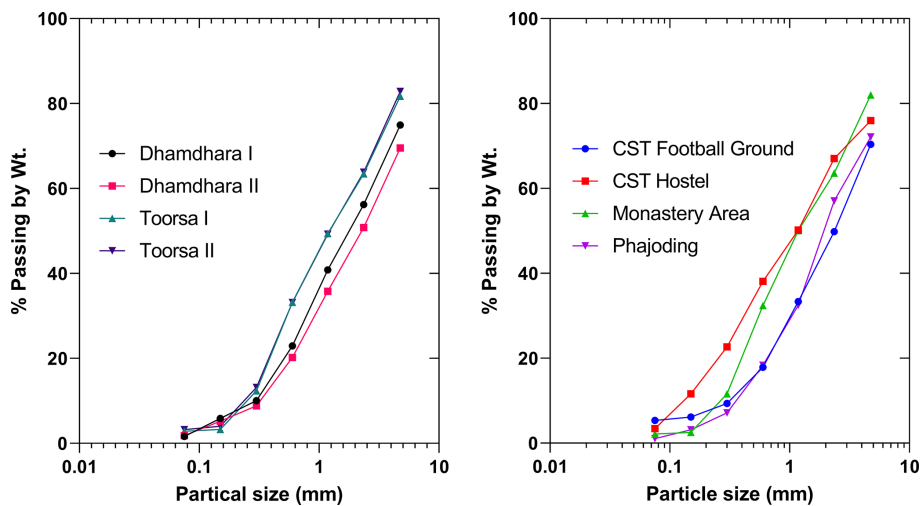 100
80
60
40
20
0
% Passing by Wt.
Dhamdhara I
Dhamdhara II
Toorsa I
Toorsa II
0.01
0.1
1
10
Partical size (mm)
100
80
60
40
20
0
% Passing by Wt.
CST Football Ground
CST Hostel
Monastery Area
Phajoding
0.01
0.1
1
10
Particle size (mm)